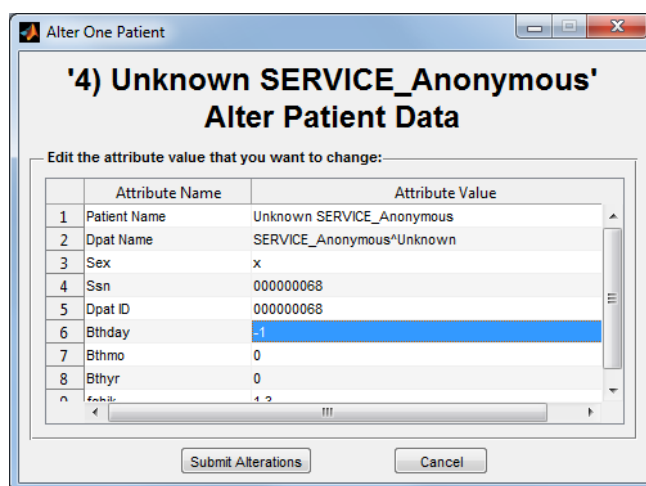 Alter One Patient
'4) Unknown SERVICE_Anonymous'
Alter Patient Data
Edit the attribute value that you want to change:
Attribute Name Attribute Value
1 Patient Name Unknown SERVICE_Anonymous
2 Dpat Name SERVICE_Anonymous^Unknown
3 Sex x
4 Ssn 000000068
5 Dpat ID 000000068
6 Bthday -1
7 Bthmo 0
8 Bthyr 0
Submit Alterations Cancel